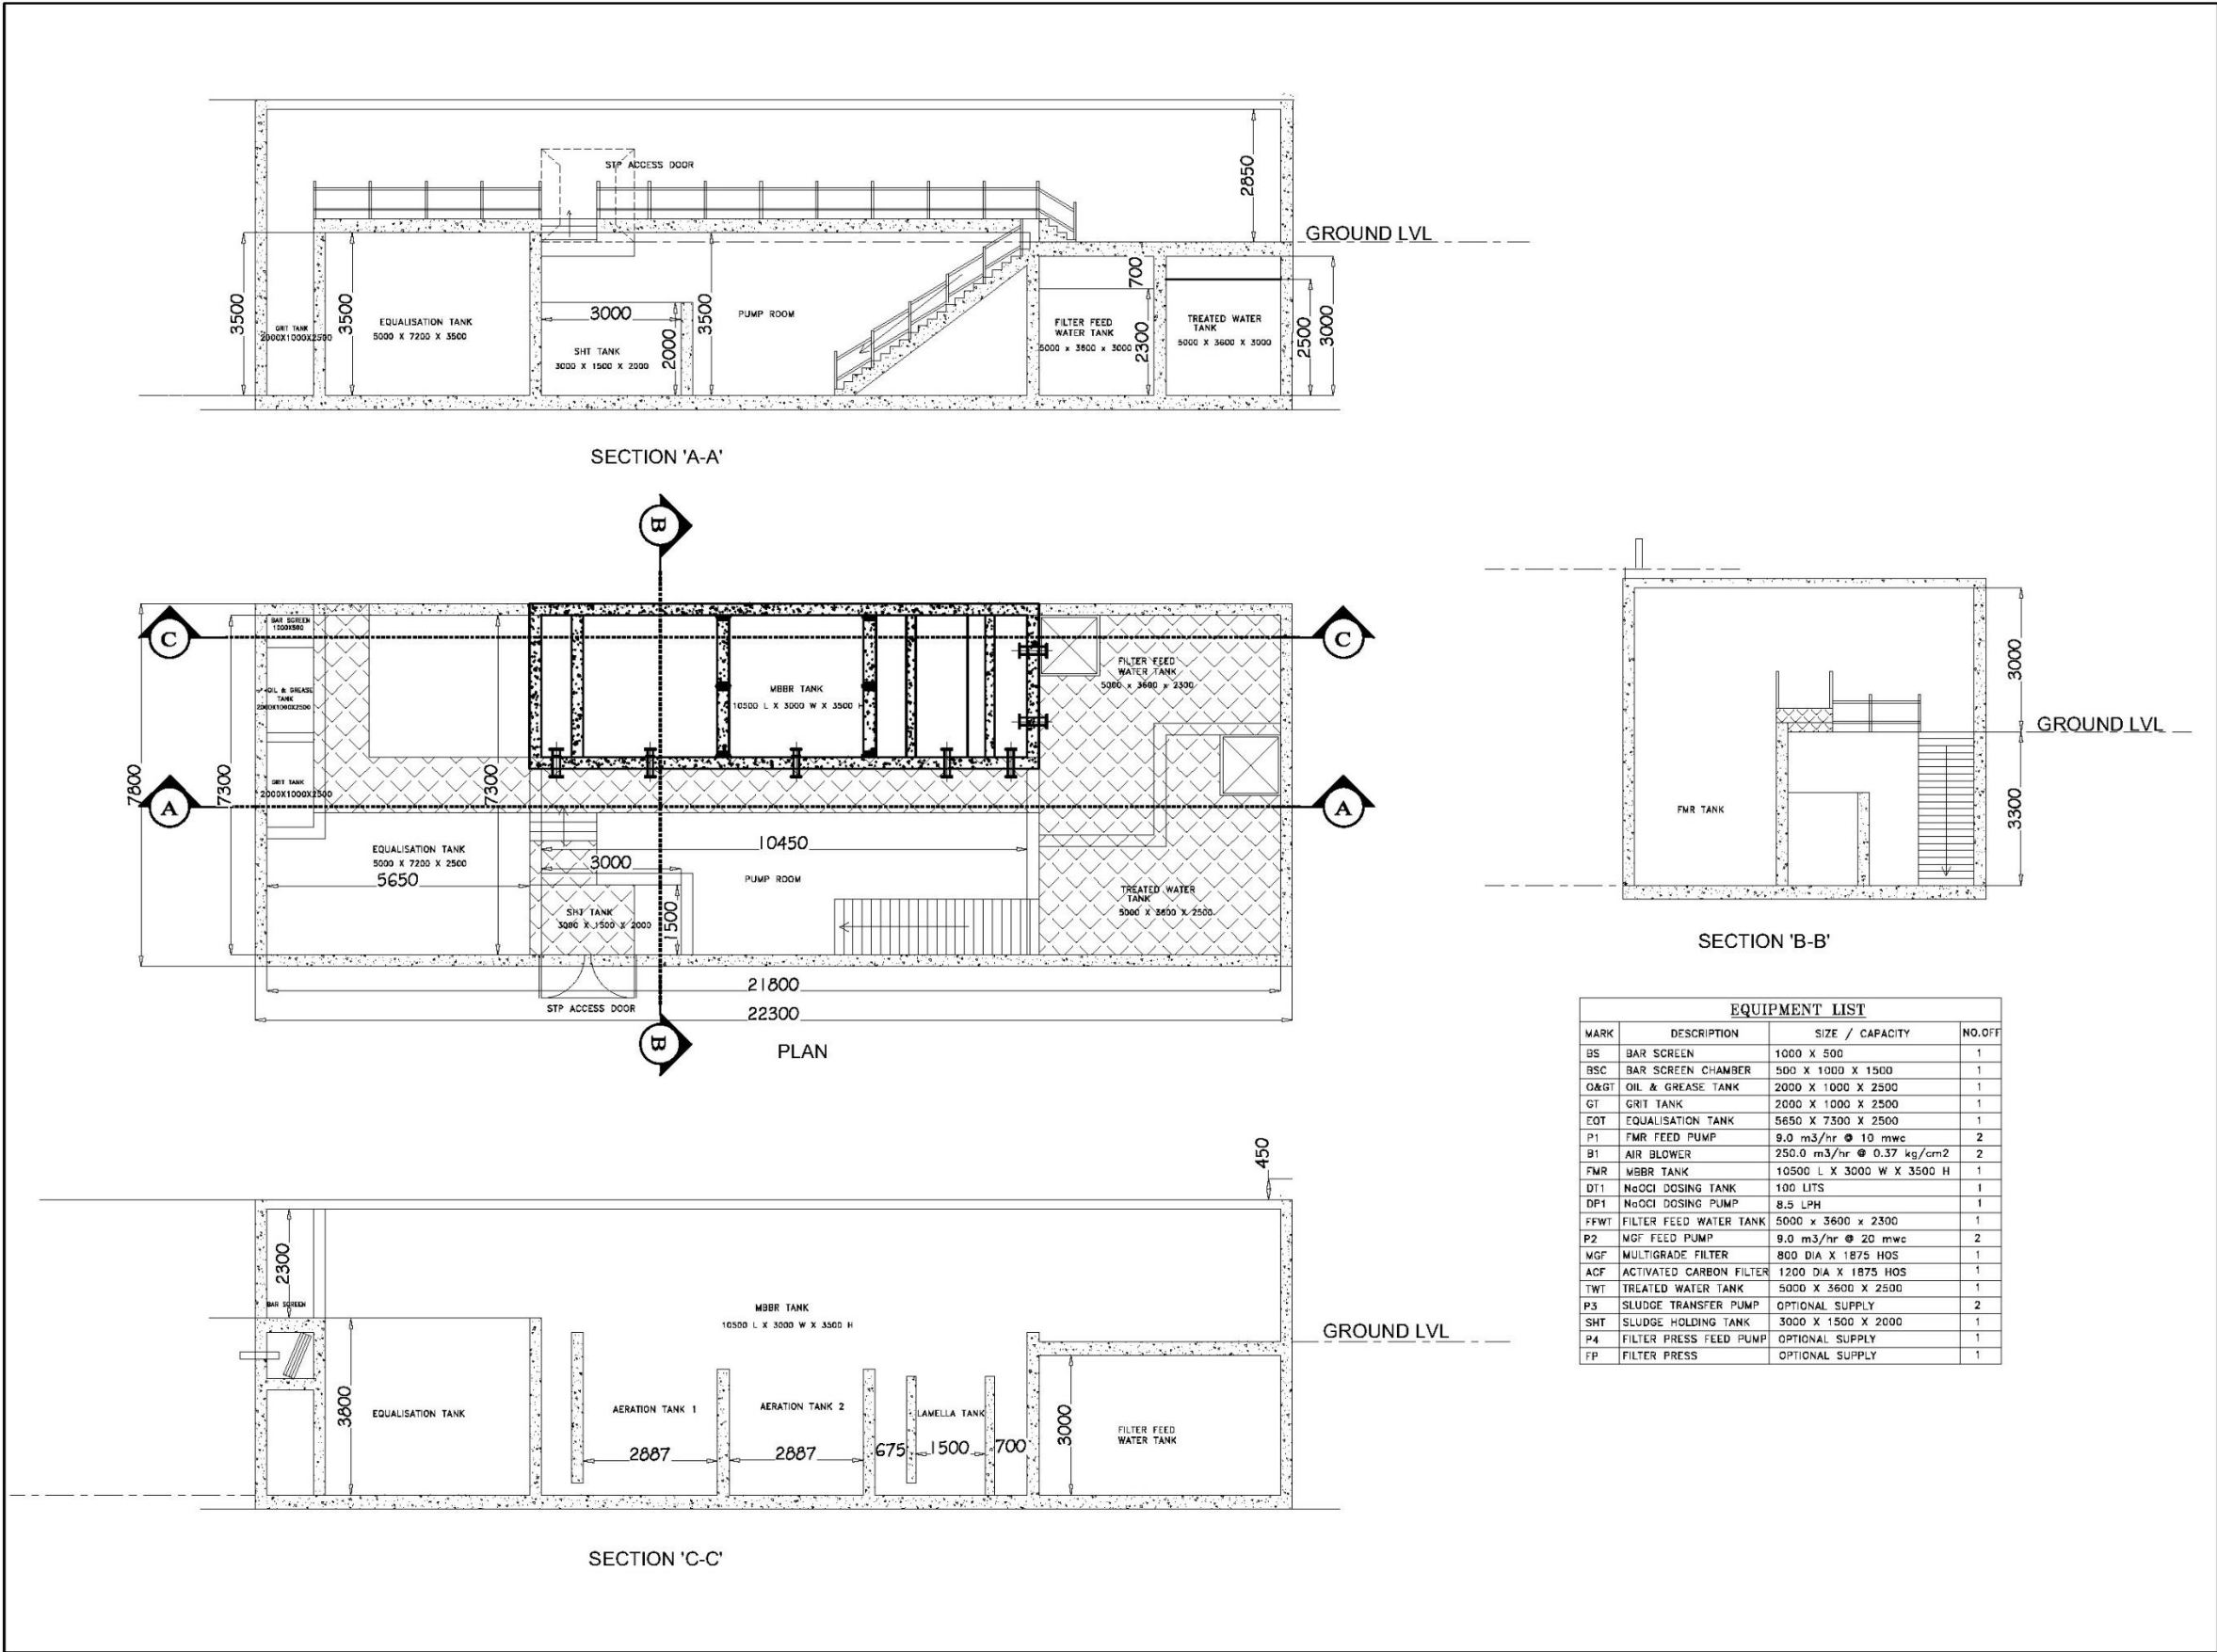 STP ACCESS DOOR
2850
GROUND LVL
3500
3500
GRIT TANK
2000X1000X2500
EQUALISATION TANK
5000 X 7200 X 3500
3000
SHT TANK
3000 X 1500 X 2000
2000
3500
PUMP ROOM
700
FILTER FEED
WATER TANK
5000 x 3600 x 3000
2300
TREATED WATER
TANK
5000 X 3600 X 3000
2500
3000
SECTION 'A-A'
B
C
C
BAR SCREEN
1000X500
OIL & GREASE
TANK
2000X1000X2500
GRIT TANK
2000X1000X2500
7800
7300
7300
A
A
MBBR TANK
10500 L X 3000 W X 3500 H
FILTER FEED
WATER TANK
5000 x 3600 x 2300
EQUALISATION TANK
5000 X 7200 X 2500
5650
10450
3000
PUMP ROOM
SHT TANK
3000 X 1500 X 2000
1500
TREATED WATER
TANK
5000 X 3600 X 2500
21800
STP ACCESS DOOR
22300
B
PLAN
3000
GROUND LVL
FMR TANK
3300
SECTION 'B-B'
EQUIPMENT LIST
MARK DESCRIPTION SIZE / CAPACITY NO.OFF
BS BAR SCREEN 1000 X 500 1
BSC BAR SCREEN CHAMBER 500 X 1000 X 1500 1
O&GT OIL & GREASE TANK 2000 X 1000 X 2500 1
GT GRIT TANK 2000 X 1000 X 2500 1
EQT EQUALISATION TANK 5650 X 7300 X 2500 1
P1 FMR FEED PUMP 9.0 m3/hr @ 10 mwc 2
B1 AIR BLOWER 250.0 m3/hr @ 0.37 kg/cm2 2
FMR MBBR TANK 10500 L X 3000 W X 3500 H 1
DT1 NaOCl DOSING TANK 100 LITS 1
DP1 NaOCl DOSING PUMP 8.5 LPH 1
FFWT FILTER FEED WATER TANK 5000 x 3600 x 2300 1
P2 MGF FEED PUMP 9.0 m3/hr @ 20 mwc 2
MGF MULTIGRADE FILTER 800 DIA X 1875 HOS 1
ACF ACTIVATED CARBON FILTER 1200 DIA X 1875 HOS 1
TWT TREATED WATER TANK 5000 X 3600 X 2500 1
P3 SLUDGE TRANSFER PUMP OPTIONAL SUPPLY 2
SHT SLUDGE HOLDING TANK 3000 X 1500 X 2000 1
P4 FILTER PRESS FEED PUMP OPTIONAL SUPPLY 1
FP FILTER PRESS OPTIONAL SUPPLY 1
450
2300
BAR SCREEN
MBBR TANK
10500 L X 3000 W X 3500 H
GROUND LVL
3800
EQUALISATION TANK
AERATION TANK 1
2887
AERATION TANK 2
2887
675
LAMELLA TANK
1500
700
3000
FILTER FEED
WATER TANK
SECTION 'C-C'